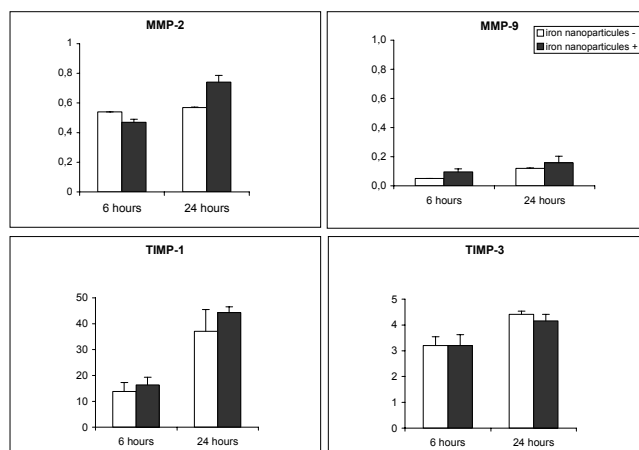 MMP-2
1
0,8
0,6
0,4
0,2
0
6 hours
24 hours
MMP-9
iron nanoparticules -
iron nanoparticules +
1,0
0,8
0,6
0,4
0,2
0,0
6 hours
24 hours
TIMP-1
50
40
30
20
10
0
6 hours
24 hours
TIMP-3
5
4
3
2
1
0
6 hours
24 hours